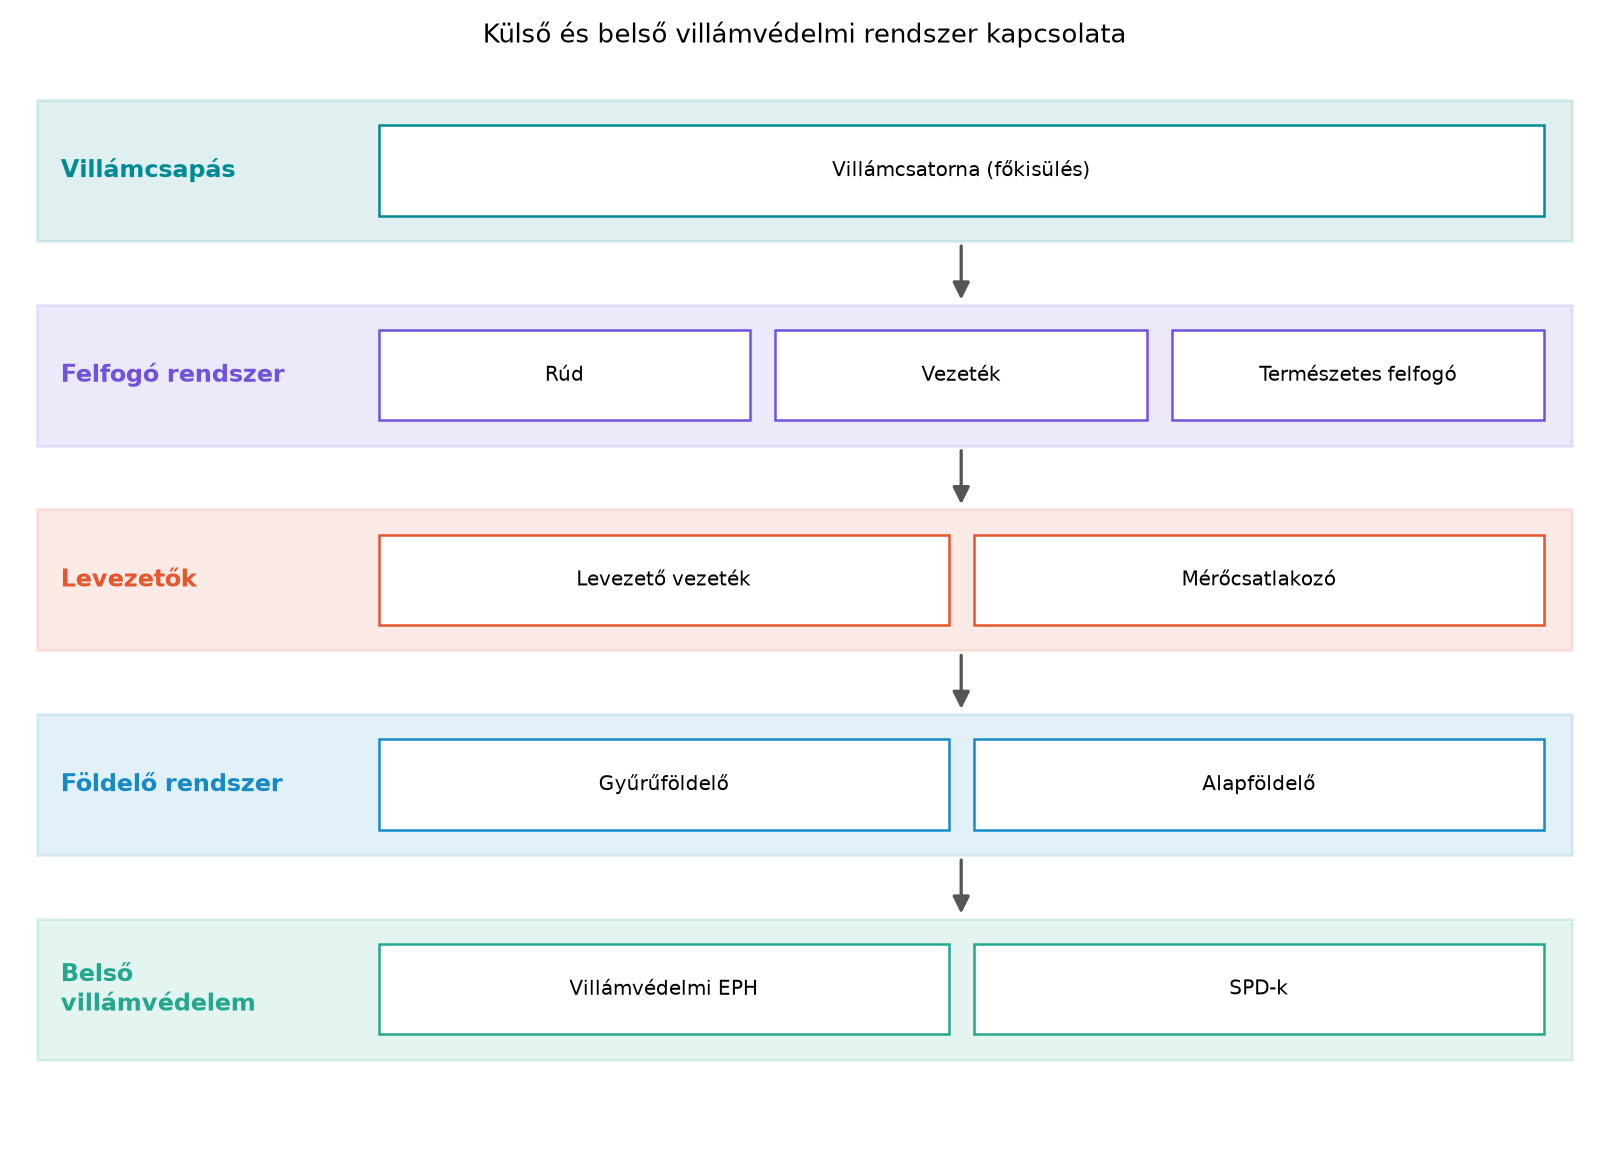 Külső és belső villámvédelmi rendszer kapcsolata
Villámcsapás
Villámcsatorna (főkisülés)
Felfogó rendszer
Rúd
Vezeték
Természetes felfogó
Levezetők
Levezető vezeték
Mérőcsatlakozó
Földelő rendszer
Gyűrűföldelő
Alapföldelő
Belső
villámvédelem
Villámvédelmi EPH
SPD-k